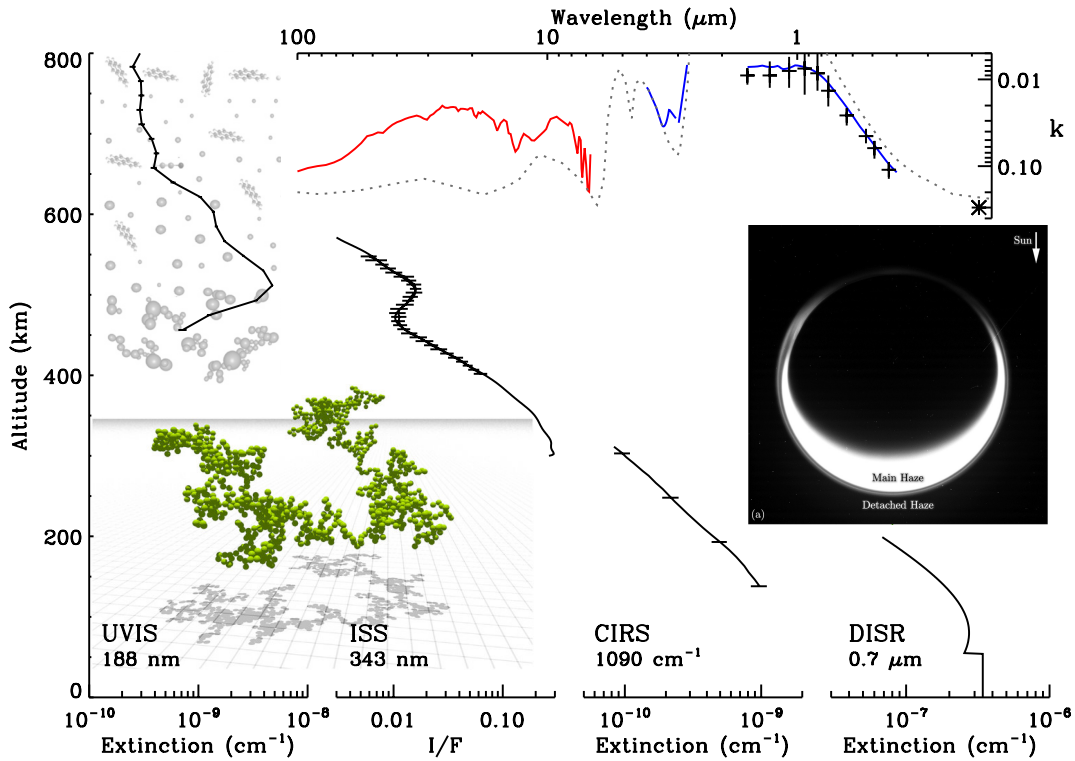 Wavelength (μm)
100 10 1
800
600
400
200
0
Altitude (km)
0.01
0.10
k
Sun
Main Haze
Detached Haze
(a)
UVIS
188 nm
ISS
343 nm
CIRS
1090 cm⁻¹
DISR
0.7 μm
10⁻¹⁰ 10⁻⁹ 10⁻⁸
Extinction (cm⁻¹)
0.01 0.10
I/F
10⁻¹⁰ 10⁻⁹
Extinction (cm⁻¹)
10⁻⁷ 10⁻⁶
Extinction (cm⁻¹)